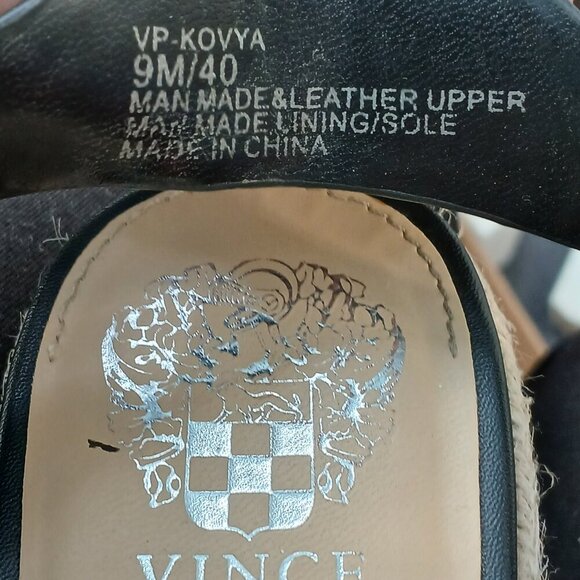 VP-KOVYA
9M/40
MAN MADE&LEATHER UPPER
MAN MADE LINING/SOLE
MADE IN CHINA
VINCE